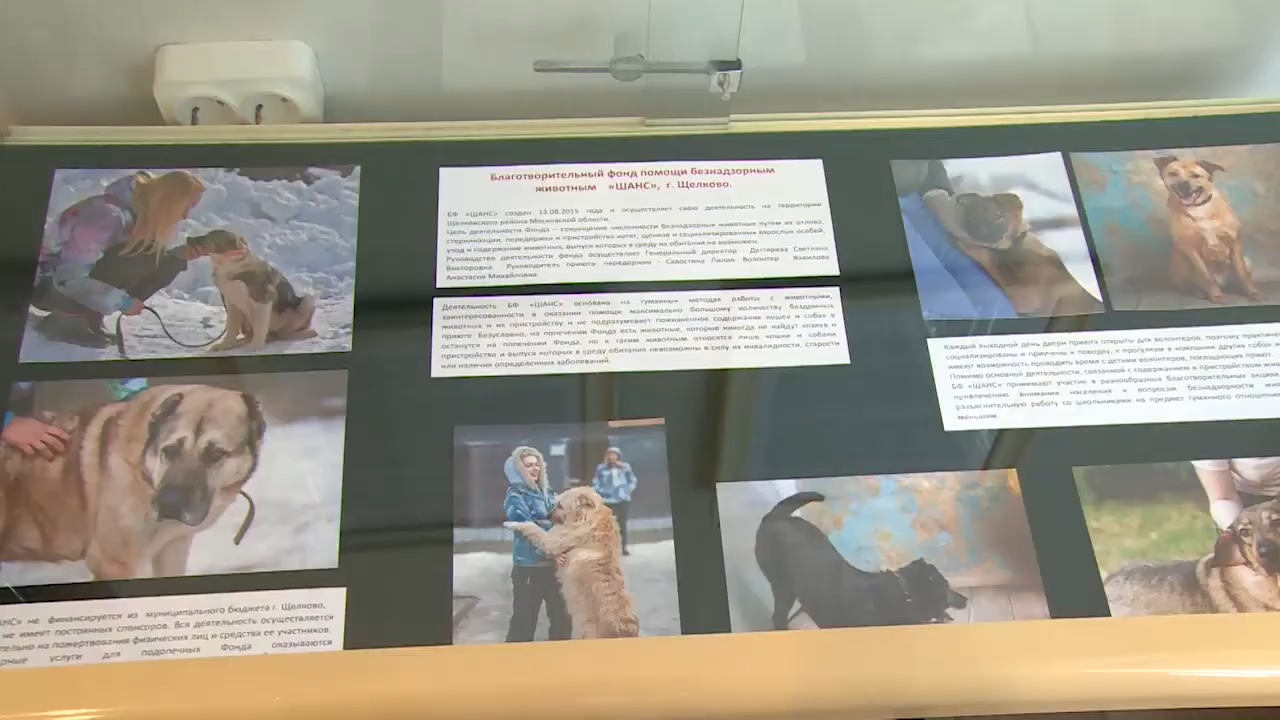 Благотворительный фонд помощи безнадзорным
животным «ШАНС», г. Щелково.
БФ «ШАНС» создан 13.08.2015 года и осуществляет свою деятельность на территории
Щелковского района Московской области.
Цель деятельности Фонда – сокращение численности безнадзорных животных путем их отлова,
стерилизации, передержки и пристройства котят, щенков и социализированных взрослых особей,
уход и содержание животных, выпуск которых в среду их обитания не возможен.
Руководство деятельности фонда осуществляет Генеральный директор - Дегтярева Светлана
Викторовна. Руководитель приюта передержки - Савостина Лилия Волонтер
Анастасия Михайловна
Деятельность БФ «ШАНС» основана на гуманных методах работы с животными,
заинтересованности в оказании помощи максимально большому количеству бездомных
животных и их пристройству и не подразумевает пожизненное содержание кошек и собак в
приюте. Безусловно, на попечении Фонда есть животные, которые никогда не найдут хозяев и
останутся на попечении Фонда, но к таким животным относятся лишь кошки и собаки,
пристройство и выпуск которых в среду обитания невозможны в силу их инвалидности, старости
или наличия определенных заболеваний.
Каждый выходной день двери приюта открыты для волонтеров, поэтому
социализированы и приучены к поводку, к прогулкам в компании других собак и
имеют возможность проводить время с детьми волонтеров, посещающих приют.
Помимо основной деятельности, связанной с содержанием и пристройством
БФ «ШАНС» принимают участие в разнообразных благотворительных акциях,
привлечению внимания населения к вопросам безнадзорности
разъяснительную работу со школьниками на предмет гуманного
меньшим.
не финансируется из муниципального бюджета г. Щелково,
не имеет постоянных спонсоров. Вся деятельность осуществляется
на пожертвования физических лиц и средства ее участников.
услуги для подопечных Фонда оказываются